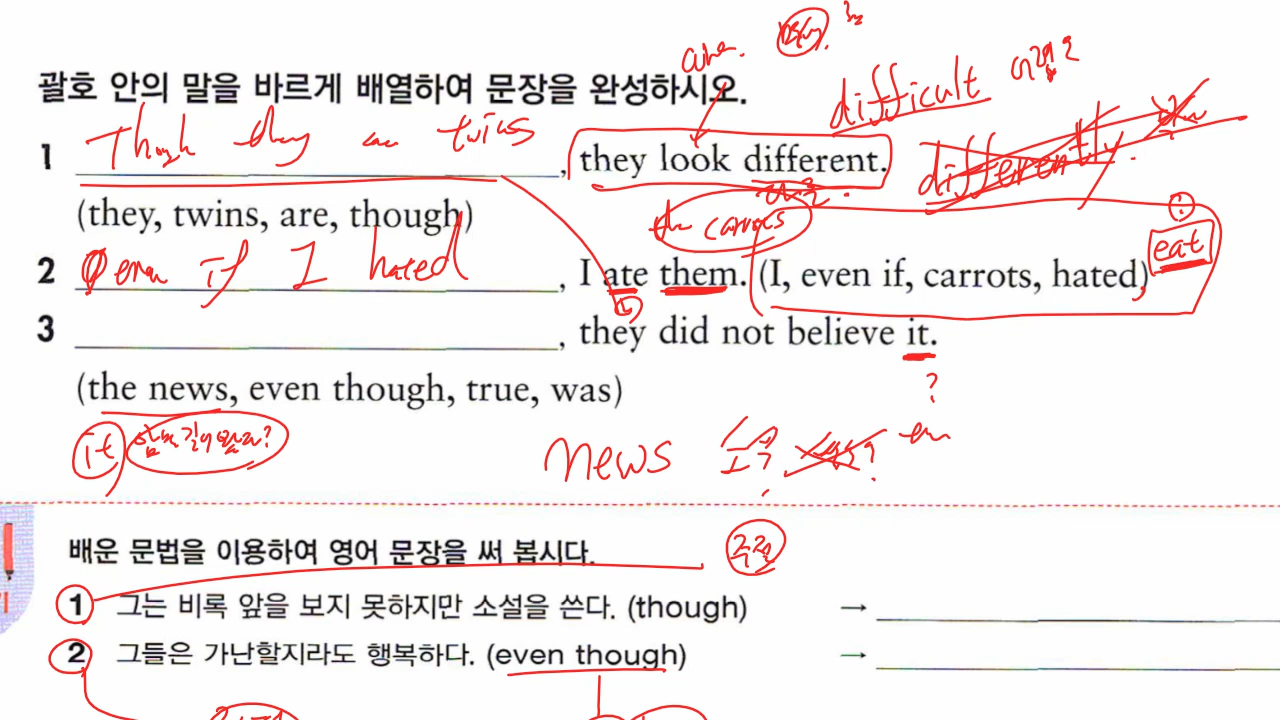 괄호 안의 말을 바르게 배열하여 문장을 완성하시오.
difficult
1 Though they are twins, they look different.
differently.
(they, twins, are, though)
the carrots
eat
2 even if I hated, I ate them. (I, even if, carrots, hated)
3 , they did not believe it.
?
(the news, even though, true, was)
it
news
배운 문법을 이용하여 영어 문장을 써 봅시다.
1 그는 비록 앞을 보지 못하지만 소설을 쓴다. (though) →
2 그들은 가난할지라도 행복하다. (even though) →